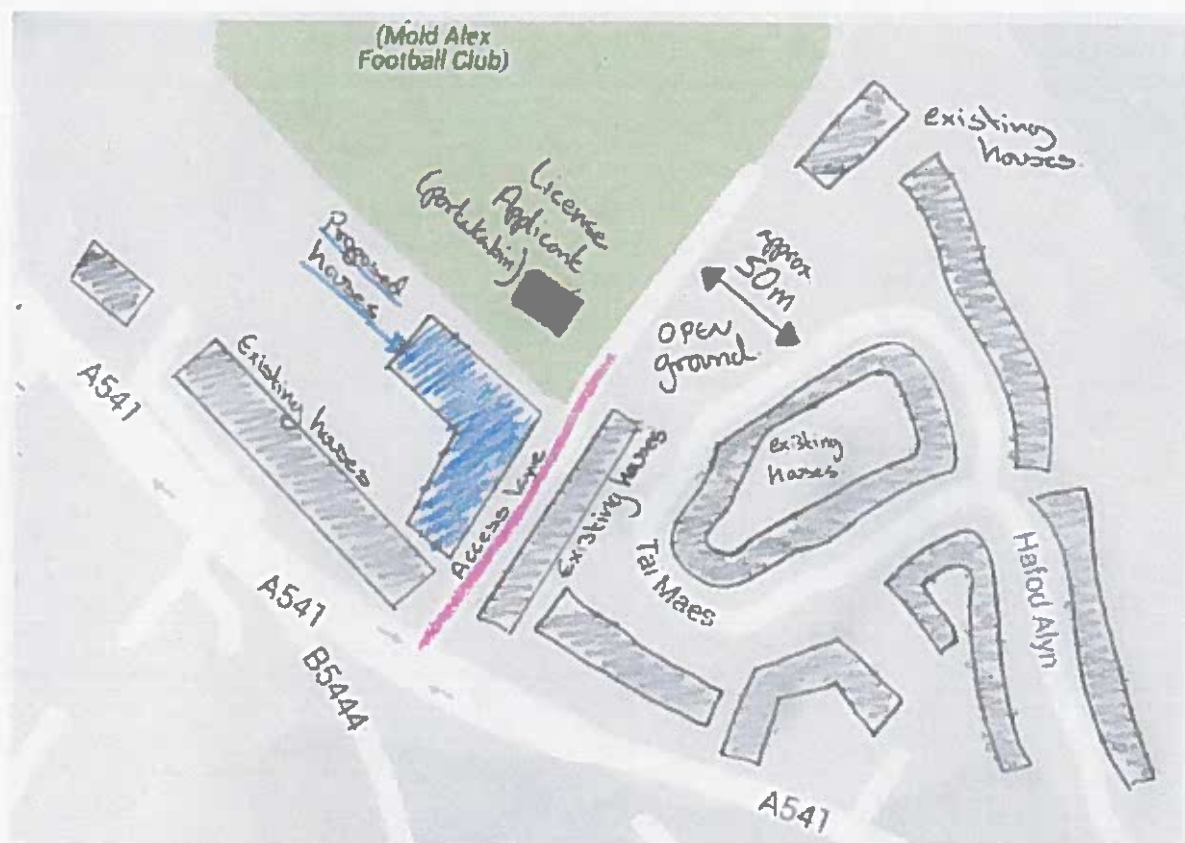 (Mold Alex
Football Club)
existing
houses.
License
Applicant
(portakabin)
Proposed
houses
approx
50m
OPEN
ground.
A541
Existing houses
existing
houses
Access Lane
Existing houses
Tai Maes
Hafod Alyn
A541
B5444
A541